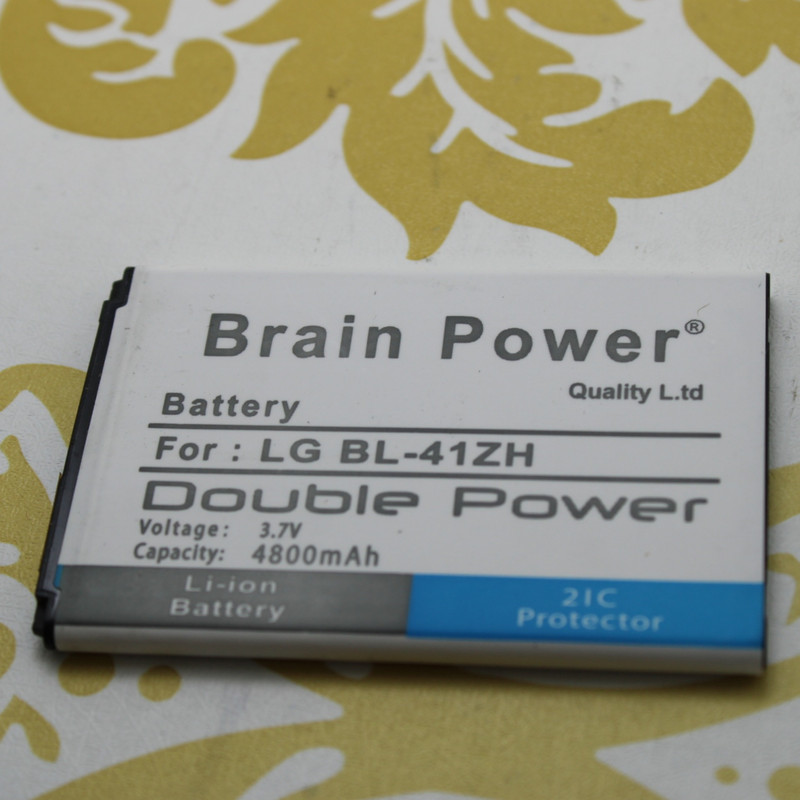 Brain Power®
Quality L.td
Battery
For : LG BL-41ZH
Double Power
Voltage: 3.7V
Capacity: 4800mAh
Li-ion
Battery
2IC
Protector